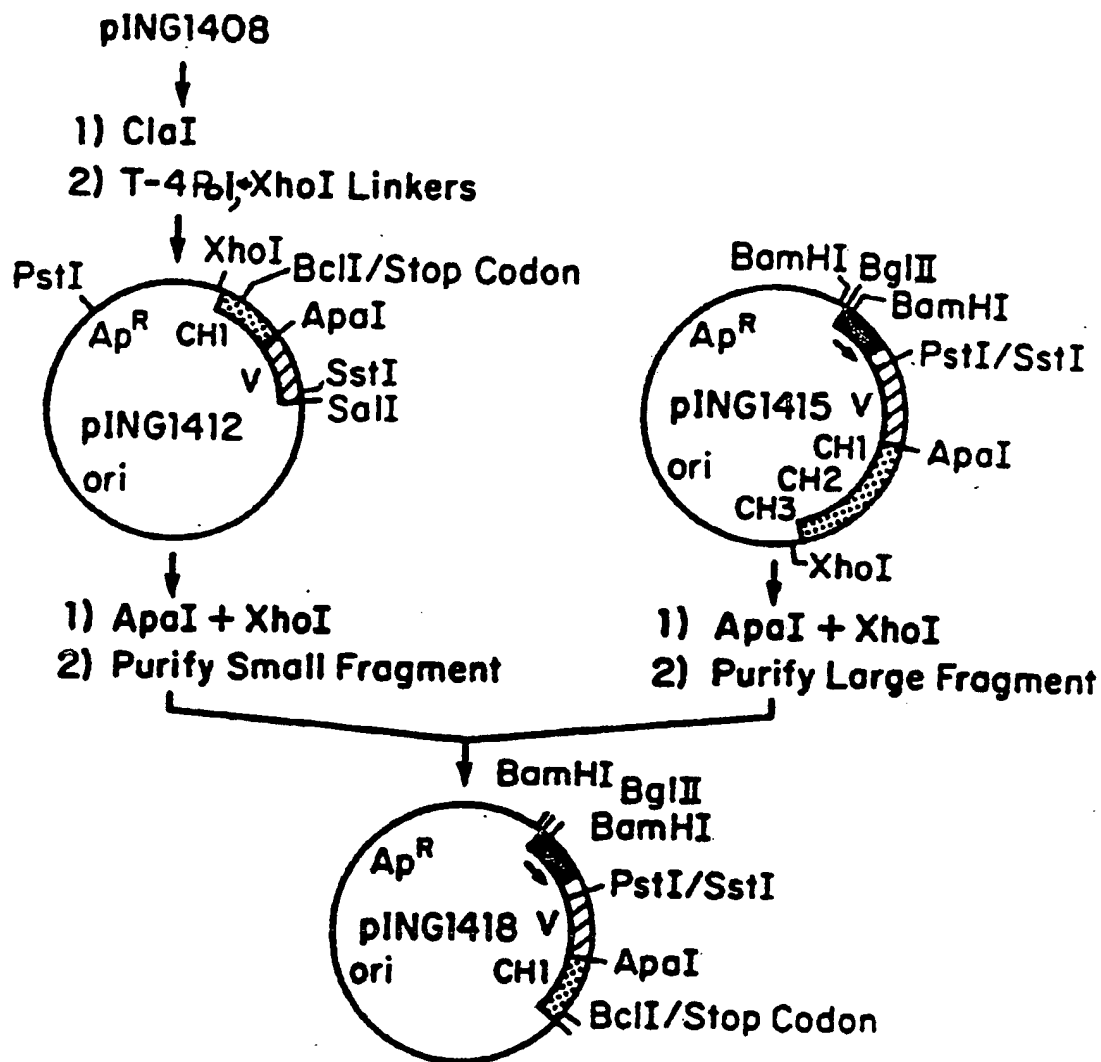 pING1408
1) ClaI
2) T-4 Pol, + XhoI Linkers
PstI
XhoI
BclI/Stop Codon
ApR
CH1
ApaI
V
SstI
SalI
pING1412
ori
1) ApaI + XhoI
2) Purify Small Fragment
BamHI
BglII
BamHI
ApR
PstI/SstI
pING1415
V
CH1
ApaI
ori
CH2
CH3
XhoI
1) ApaI + XhoI
2) Purify Large Fragment
BamHI
BglII
BamHI
ApR
PstI/SstI
pING1418
V
ori
CH1
ApaI
BclI/Stop Codon